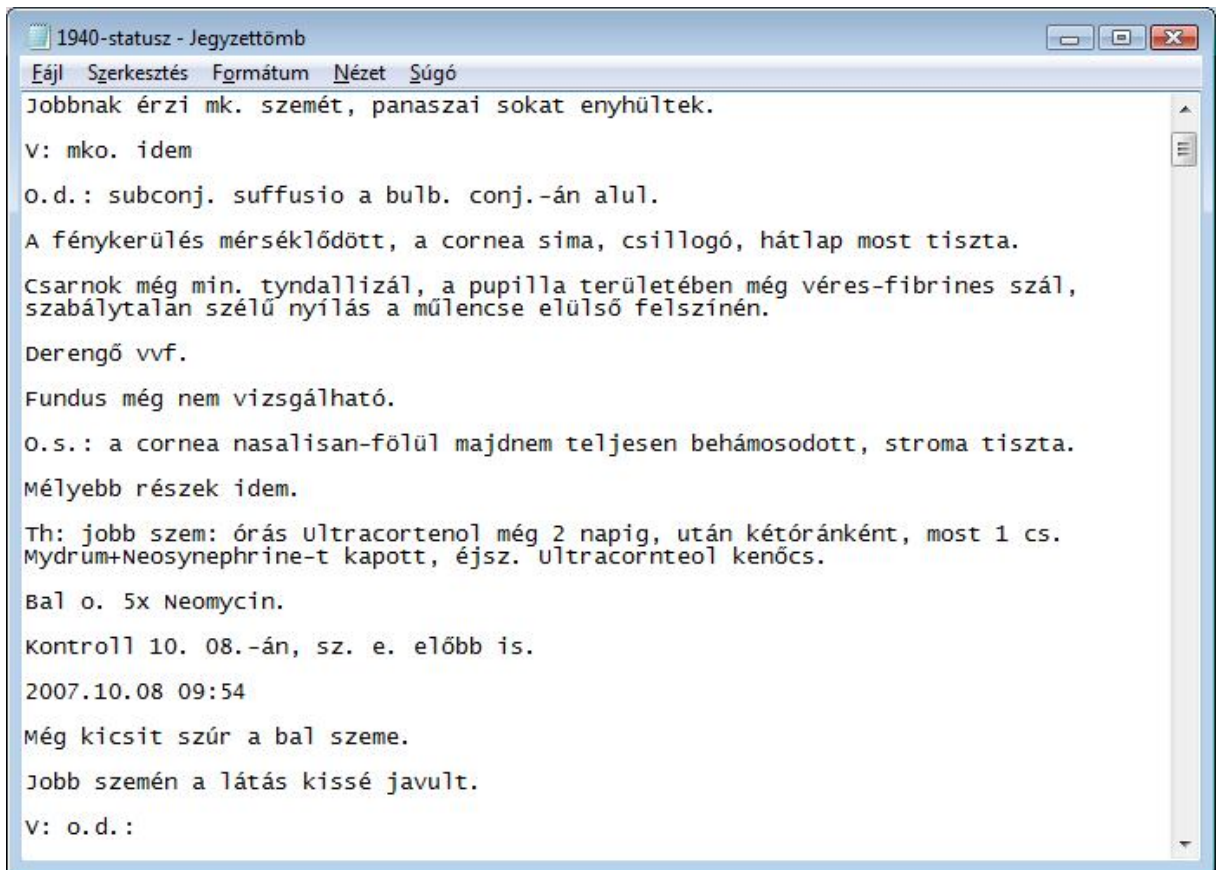 1940-statusz - Jegyzettömb
Fájl Szerkesztés Formátum Nézet Súgó
Jobbnak érzi mk. szemét, panaszai sokat enyhültek.
V: mko. idem
O.d.: subconj. suffusio a bulb. conj.-án alul.
A fénykerülés mérséklődött, a cornea sima, csillogó, hátlap most tiszta.
Csarnok még min. tyndallizál, a pupilla területében még véres-fibrines szál,
szabálytalan szélű nyílás a műlencse elülső felszínén.
Derengő vvf.
Fundus még nem vizsgálható.
O.s.: a cornea nasalisan-fölül majdnem teljesen behámosodott, stroma tiszta.
Mélyebb részek idem.
Th: jobb szem: órás Ultracortenol még 2 napig, után kétóránként, most 1 cs.
Mydrum+Neosynephrine-t kapott, éjsz. Ultracornteol kenőcs.
Bal o. 5x Neomycin.
Kontroll 10. 08.-án, sz. e. előbb is.
2007.10.08 09:54
Még kicsit szúr a bal szeme.
Jobb szemén a látás kissé javult.
V: o.d.: